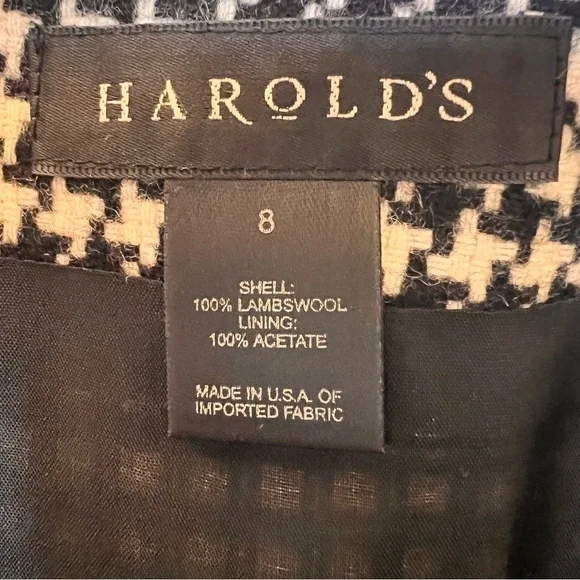 HAROLD'S
8
SHELL:
100% LAMBSWOOL
LINING:
100% ACETATE
MADE IN U.S.A. OF
IMPORTED FABRIC